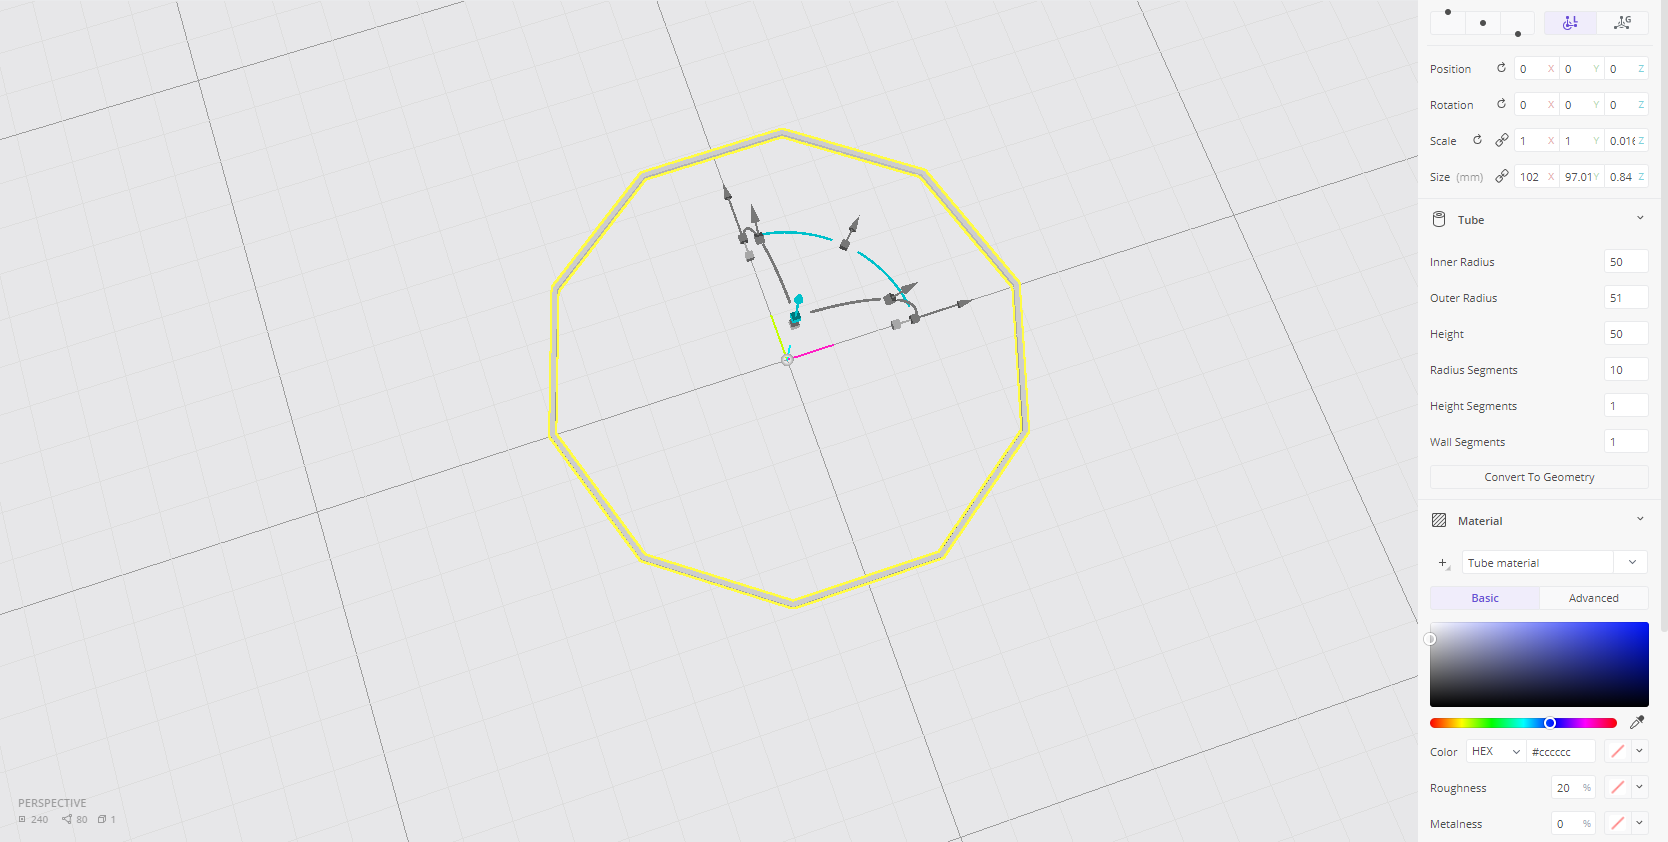 L G
Position 0 X 0 Y 0 Z
Rotation 0 X 0 Y 0 Z
Scale 1 X 1 Y 0.016 Z
Size (mm) 102 X 97.01 Y 0.84 Z
Tube
Inner Radius 50
Outer Radius 51
Height 50
Radius Segments 10
Height Segments 1
Wall Segments 1
Convert To Geometry
Material
+ Tube material
Basic Advanced
Color HEX #cccccc
Roughness 20 %
Metalness 0 %
PERSPECTIVE
240 80 1